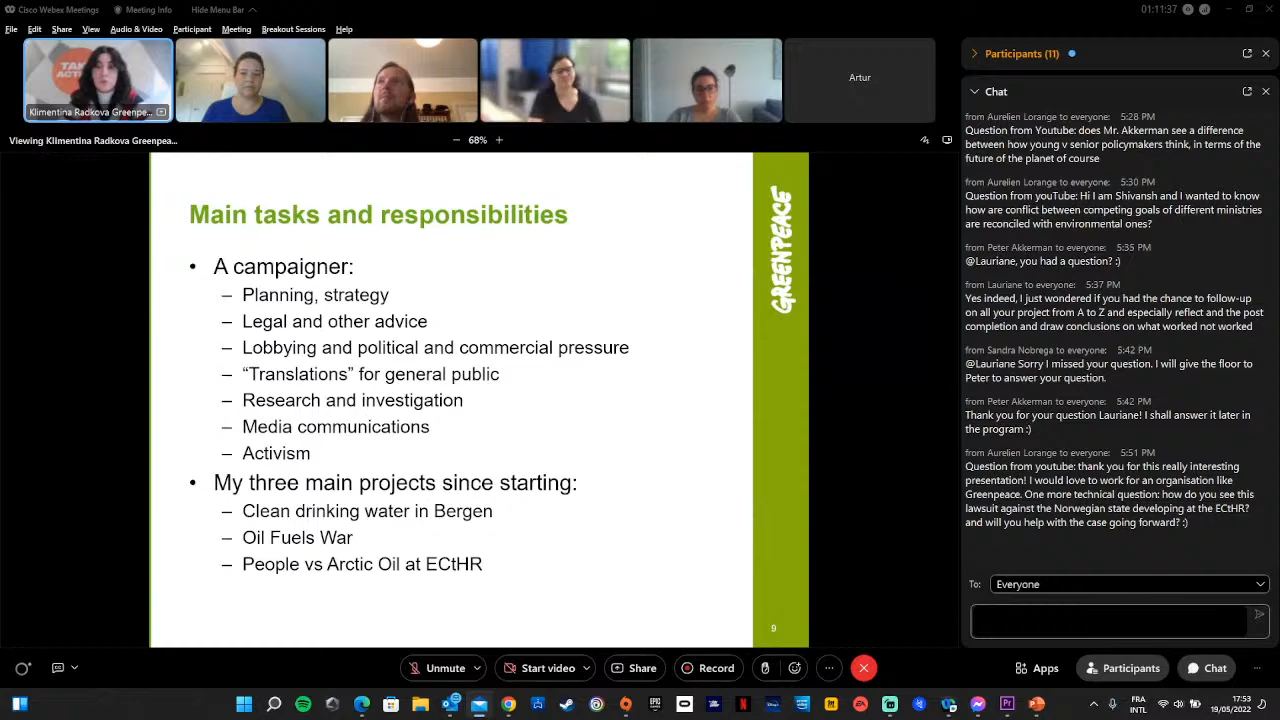 Cisco Webex Meetings
Meeting Info
Hide Menu Bar
01:11:37
File Edit Share View Audio & Video Participant Meeting Breakout Sessions Help
TAKE ACTI
Klimentina Radkova Greenpe...
Artur
Viewing Klimentina Radkova Greenpea...
68%
Main tasks and responsibilities
• A campaigner:
– Planning, strategy
– Legal and other advice
– Lobbying and political and commercial pressure
– “Translations” for general public
– Research and investigation
– Media communications
– Activism
• My three main projects since starting:
– Clean drinking water in Bergen
– Oil Fuels War
– People vs Arctic Oil at ECtHR
GREENPEACE
9
Participants (11)
Chat
from Aurelien Lorange to everyone: 5:28 PM
Question from Youtube: does Mr. Akkerman see a difference
between how young v senior policymakers think, in terms of the
future of the planet of course
from Aurelien Lorange to everyone: 5:30 PM
Question from youTube: Hi I am Shivansh and I wanted to know
how are conflict between competing goals of different ministries
are reconciled in environmental ones?
from Peter Akkerman to everyone: 5:35 PM
@Lauriane, you had a question? :)
from Lauriane to everyone: 5:37 PM
Yes indeed, I just wondered if you had the chance to follow-up
on all your project from A to Z and especially reflect and the post
completion and draw conclusions on what worked not worked
from Sandra Nobrega to everyone: 5:42 PM
@Lauriane Sorry I missed your question. I will give the floor to
Peter to answer your question.
from Peter Akkerman to everyone: 5:42 PM
Thank you for your question Lauriane! I shall answer it later in
the program :)
from Aurelien Lorange to everyone: 5:51 PM
Question from youtube: thank you for this really interesting
insights! I would love to work for an organisation like
Greenpeace. One more technical question: how do you see this
lawsuit against the Norwegian state developing at the ECtHR?
and will you help with the case going forward? ;)
To: Everyone
Unmute
Start video
Share
Record
Apps
Participants
Chat
FRA
INTL
17:53
19/05/2022